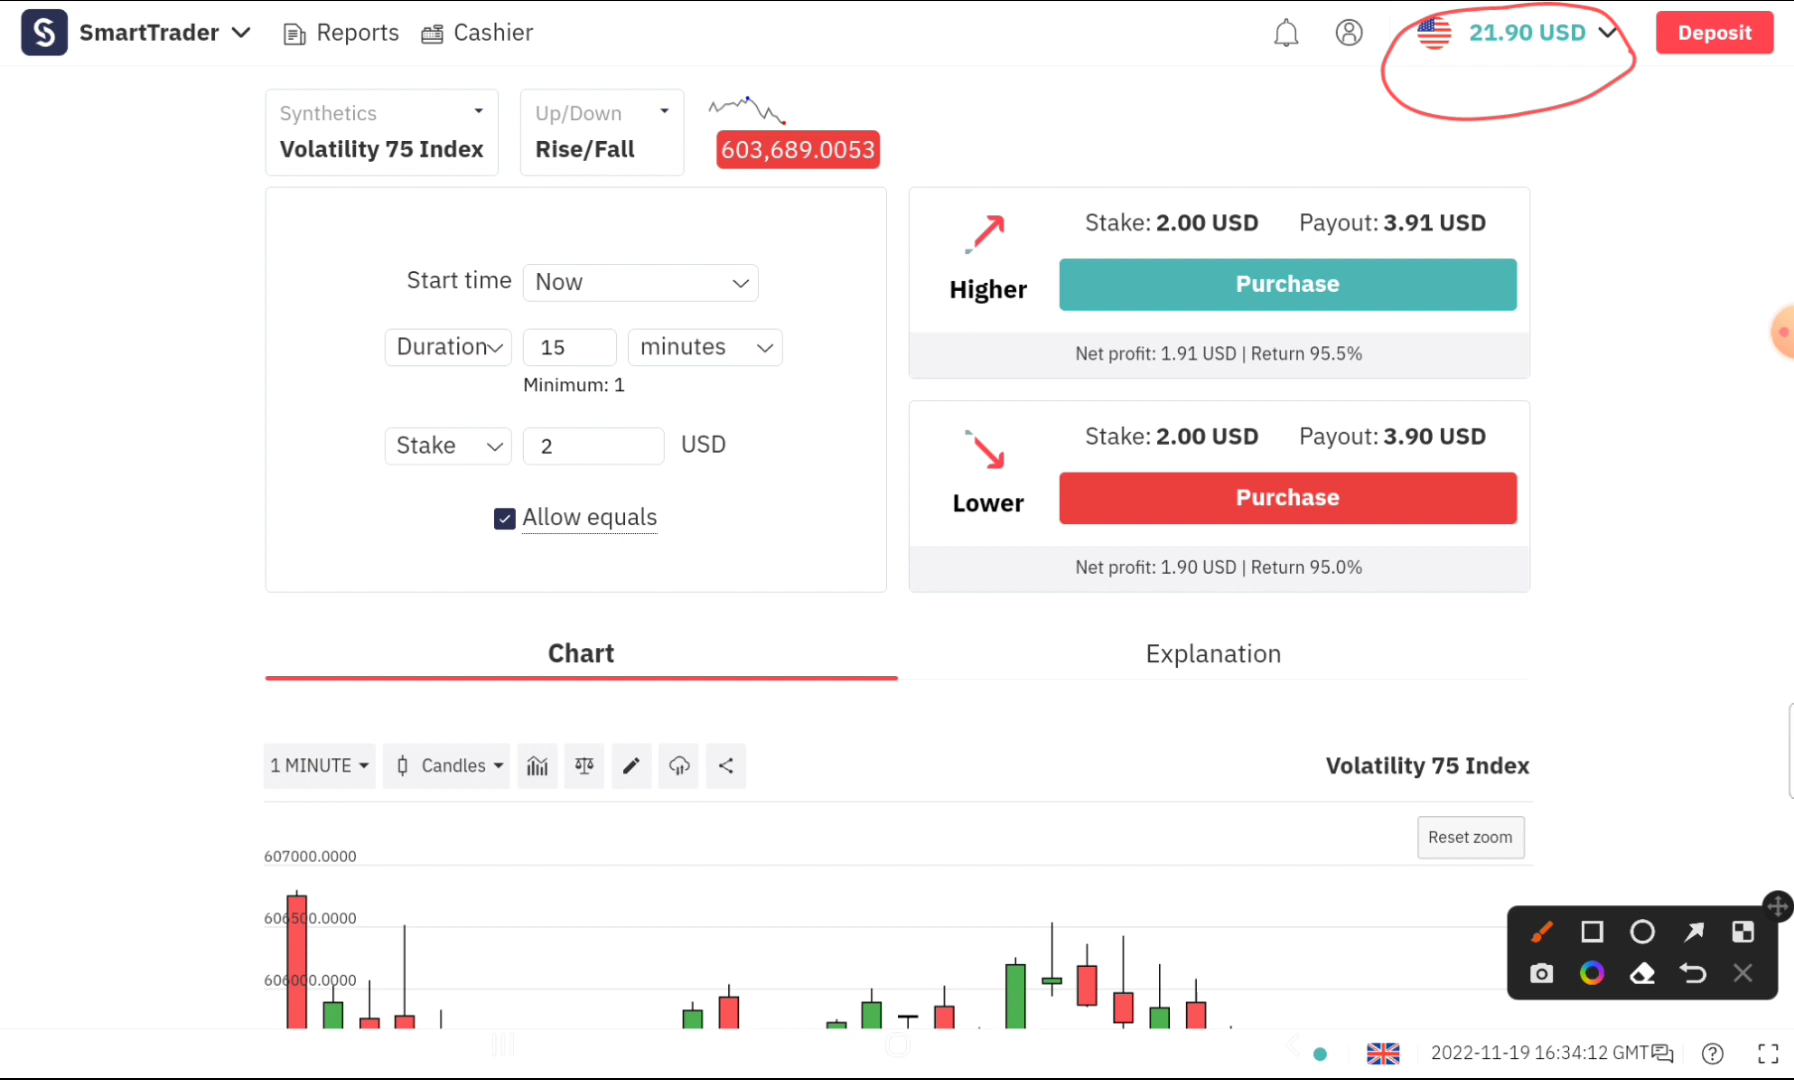 SmartTrader
Reports
Cashier
21.90 USD
Deposit
Synthetics
Volatility 75 Index
Up/Down
Rise/Fall
603,689.0053
Start time
Now
Duration
15
minutes
Minimum: 1
Stake
2
USD
Allow equals
Higher
Stake: 2.00 USD
Payout: 3.91 USD
Purchase
Net profit: 1.91 USD | Return 95.5%
Lower
Stake: 2.00 USD
Payout: 3.90 USD
Purchase
Net profit: 1.90 USD | Return 95.0%
Chart
Explanation
1 MINUTE
Candles
Volatility 75 Index
Reset zoom
607000.0000
606500.0000
606000.0000
2022-11-19 16:34:12 GMT